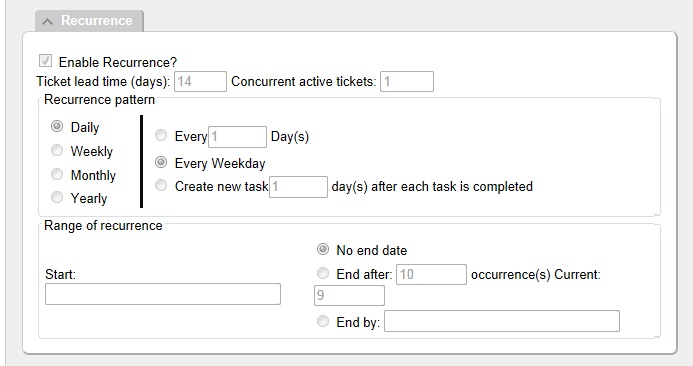 Recurrence
Enable Recurrence?
Ticket lead time (days): 14 Concurrent active tickets: 1
Recurrence pattern
Daily
Weekly
Monthly
Yearly
Every 1 Day(s)
Every Weekday
Create new task 1 day(s) after each task is completed
Range of recurrence
Start:
No end date
End after: 10 occurrence(s) Current:
9
End by: